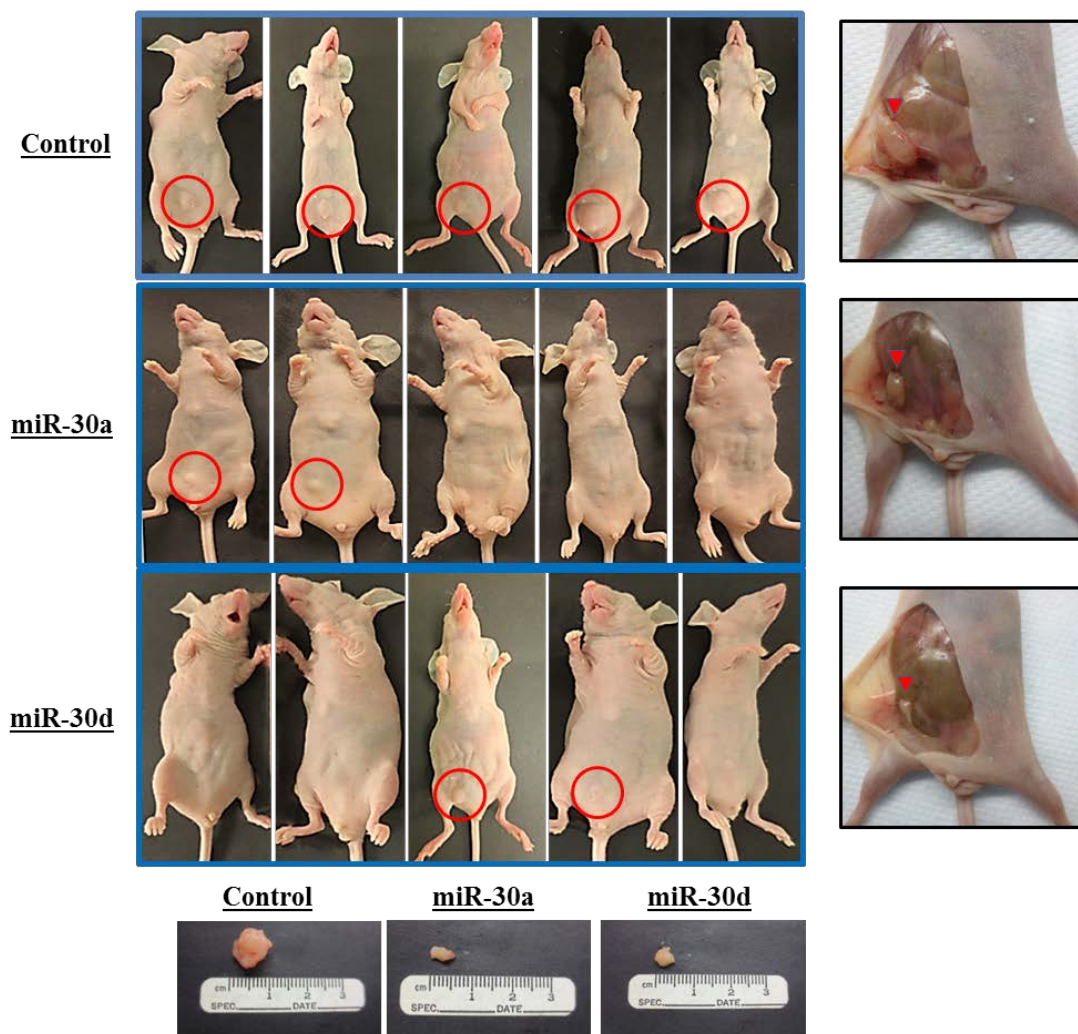 Control
miR-30a
miR-30d
Control miR-30a miR-30d
cm 1 2 3
SPEC. DATE
cm 1 2 3
SPEC. DATE
cm 1 2 3
SPEC. DATE